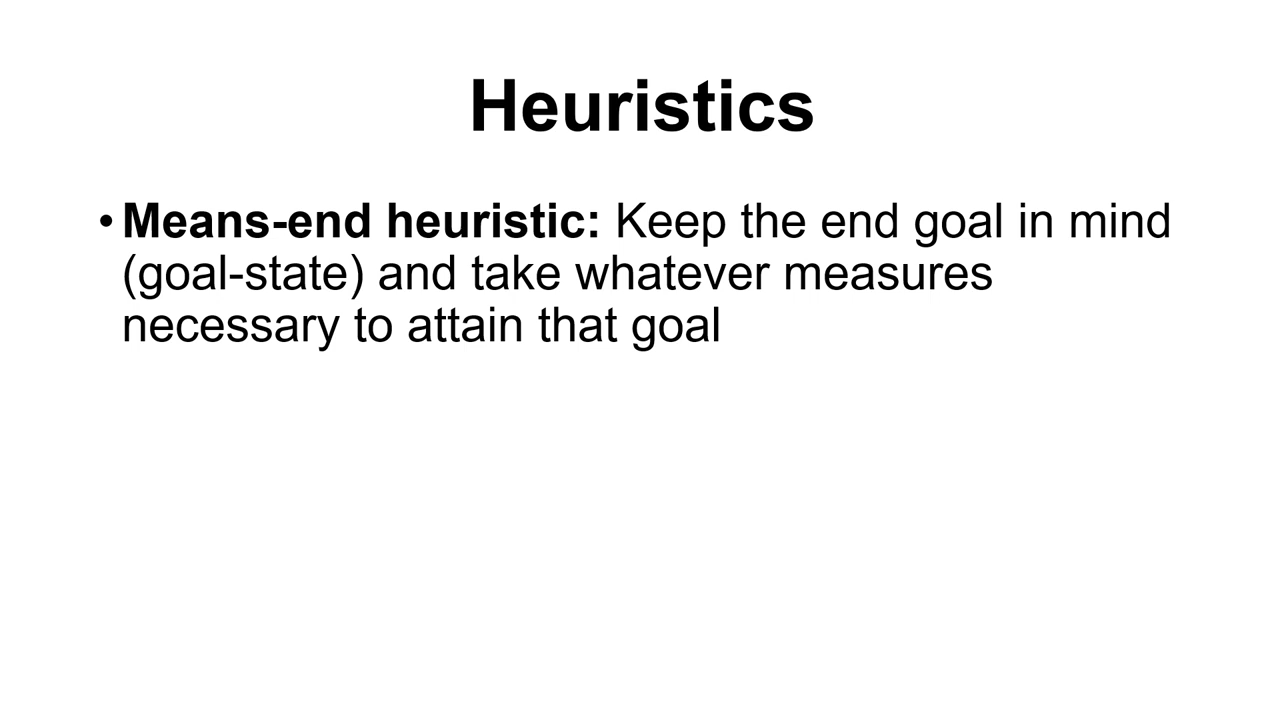 Heuristics
• Means-end heuristic: Keep the end goal in mind
(goal-state) and take whatever measures
necessary to attain that goal